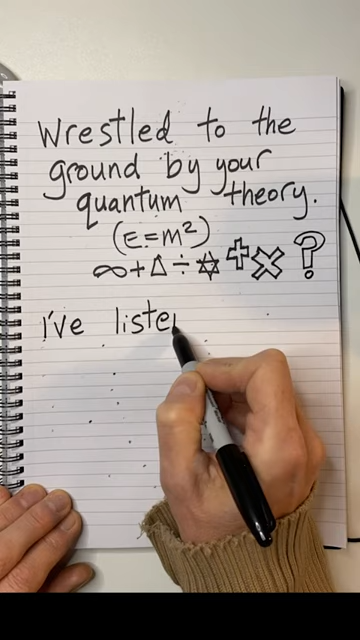 Wrestled to the
ground by your
quantum theory.
(E=m²)
∞+△÷✡+×?
I've liste